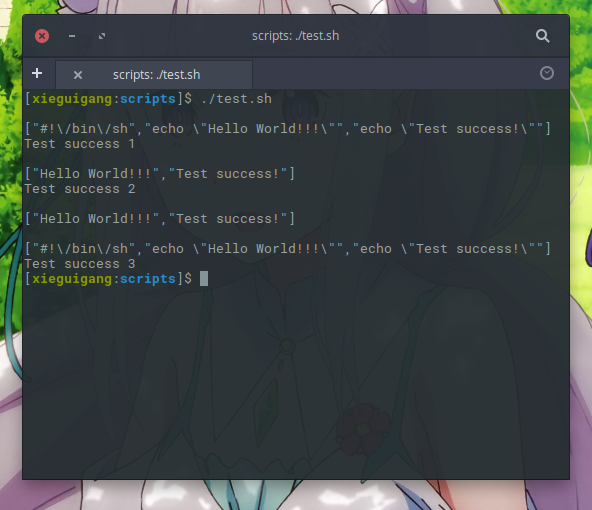 scripts: ./test.sh
scripts: ./test.sh
[xieguigang:scripts]$ ./test.sh
["#!\/bin\/sh","echo \"Hello World!!!\"","echo \"Test success!\""]
Test success 1
["Hello World!!!","Test success!"]
Test success 2
["Hello World!!!","Test success!"]
["#!\/bin\/sh","echo \"Hello World!!!\"","echo \"Test success!\""]
Test success 3
[xieguigang:scripts]$